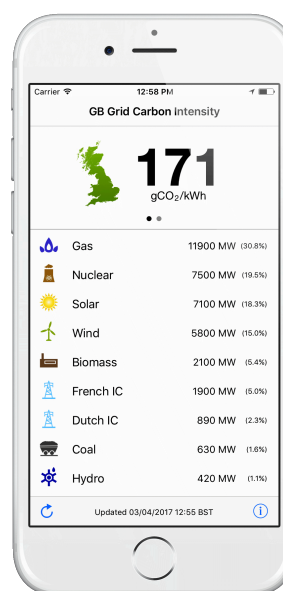 Carrier 12:58 PM
GB Grid Carbon Intensity
171
gCO₂/kWh
Gas 11900 MW (30.8%)
Nuclear 7500 MW (19.5%)
Solar 7100 MW (18.3%)
Wind 5800 MW (15.0%)
Biomass 2100 MW (5.4%)
French IC 1900 MW (5.0%)
Dutch IC 890 MW (2.3%)
Coal 630 MW (1.6%)
Hydro 420 MW (1.1%)
Updated 03/04/2017 12:55 BST